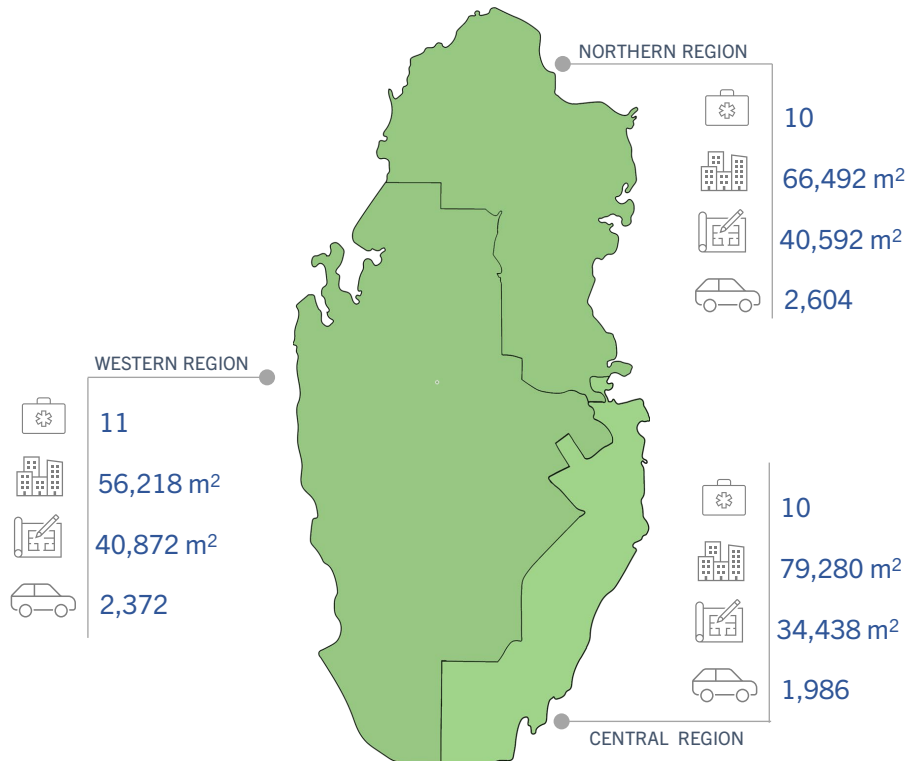 NORTHERN REGION
10
66,492 m²
40,592 m²
2,604
WESTERN REGION
11
56,218 m²
40,872 m²
2,372
10
79,280 m²
34,438 m²
1,986
CENTRAL REGION